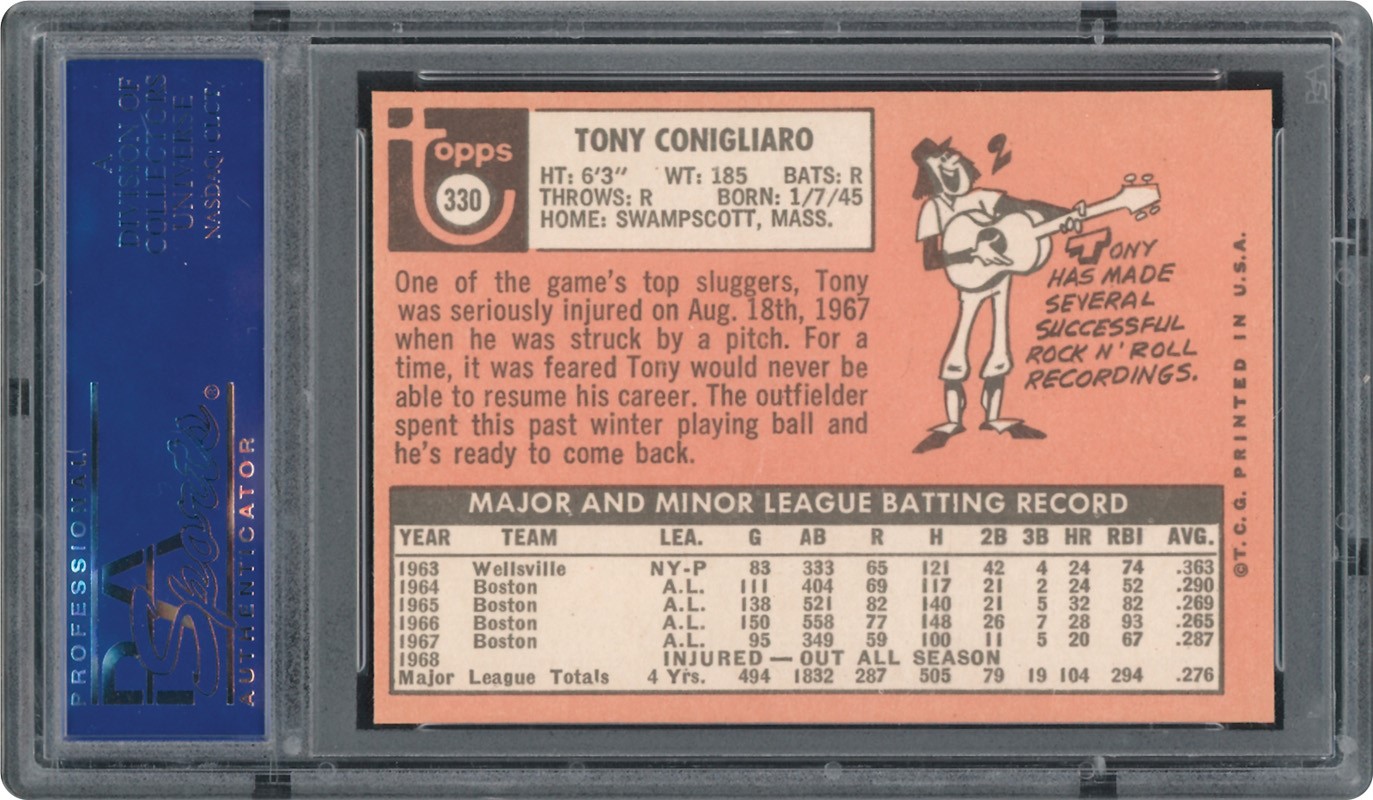 A
DIVISION OF
COLLECTORS
UNIVERSE
NASDAQ: CLCT
PROFESSIONAL
PSA
Sports®
AUTHENTICATOR
PSA
topps
330
TONY CONIGLIARO
HT: 6'3" WT: 185 BATS: R
THROWS: R BORN: 1/7/45
HOME: SWAMPSCOTT, MASS.
One of the game's top sluggers, Tony
was seriously injured on Aug. 18th, 1967
when he was struck by a pitch. For a
time, it was feared Tony would never be
able to resume his career. The outfielder
spent this past winter playing ball and
he's ready to come back.
TONY
HAS MADE
SEVERAL
SUCCESSFUL
ROCK N' ROLL
RECORDINGS.
MAJOR AND MINOR LEAGUE BATTING RECORD
YEAR TEAM LEA. G AB R H 2B 3B HR RBI AVG.
1963 Wellsville NY-P 83 333 65 121 42 4 24 74 .363
1964 Boston A.L. 111 404 69 117 21 2 24 52 .290
1965 Boston A.L. 138 521 82 140 21 5 32 82 .269
1966 Boston A.L. 150 558 77 148 26 7 28 93 .265
1967 Boston A.L. 95 349 59 100 11 5 20 67 .287
1968 INJURED — OUT ALL SEASON
Major League Totals 4 Yrs. 494 1832 287 505 79 19 104 294 .276
©T. C. G. PRINTED IN U.S.A.